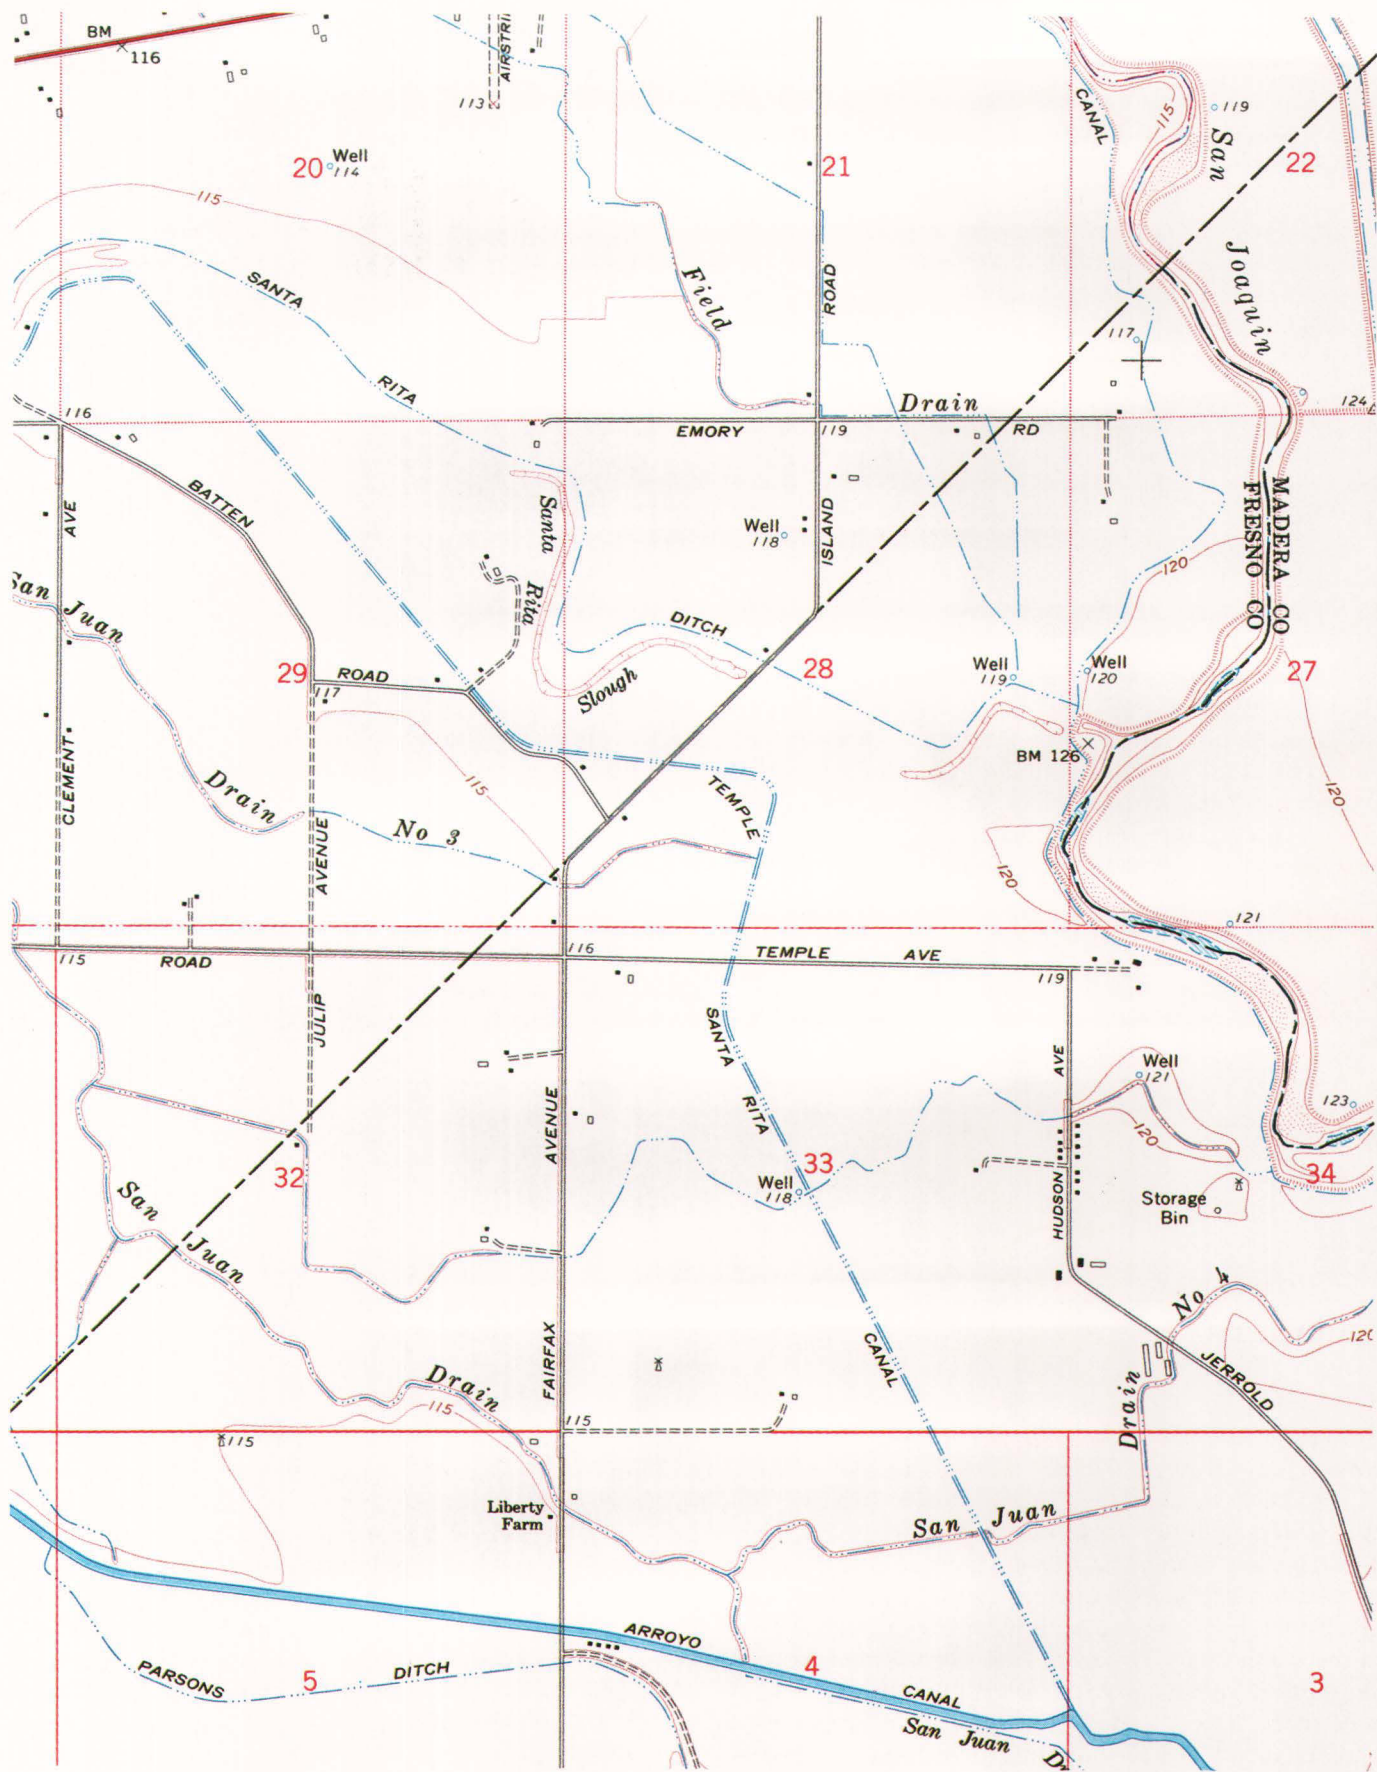 BM
116
113
20
Well
114
21
CANAL
115
119
San
22
115
SANTA
Field
ROAD
Joaquin
117
RITA
116
Drain
124
EMORY
119
RD
BATTEN
AVE
Santa
Well
118
ISLAND
MADERA CO
FRESNO CO
120
San Juan
Rita
DITCH
29
ROAD
117
Slough
28
Well
119
Well
120
27
CLEMENT
Drain
115
TEMPLE
BM 126
120
AVENUE
No 3
120
121
115
ROAD
116
TEMPLE AVE
119
JULIP
SANTA
AVE
Well
121
AVENUE
RITA
123
120
32
Well
118
33
34
San
HUDSON
Storage
Bin
Juan
No 4
FAIRFAX
CANAL
120
JERROLD
Drain
115
115
Drain
115
Liberty
Farm
San Juan
ARROYO
PARSONS
5
DITCH
4
CANAL
3
San Juan